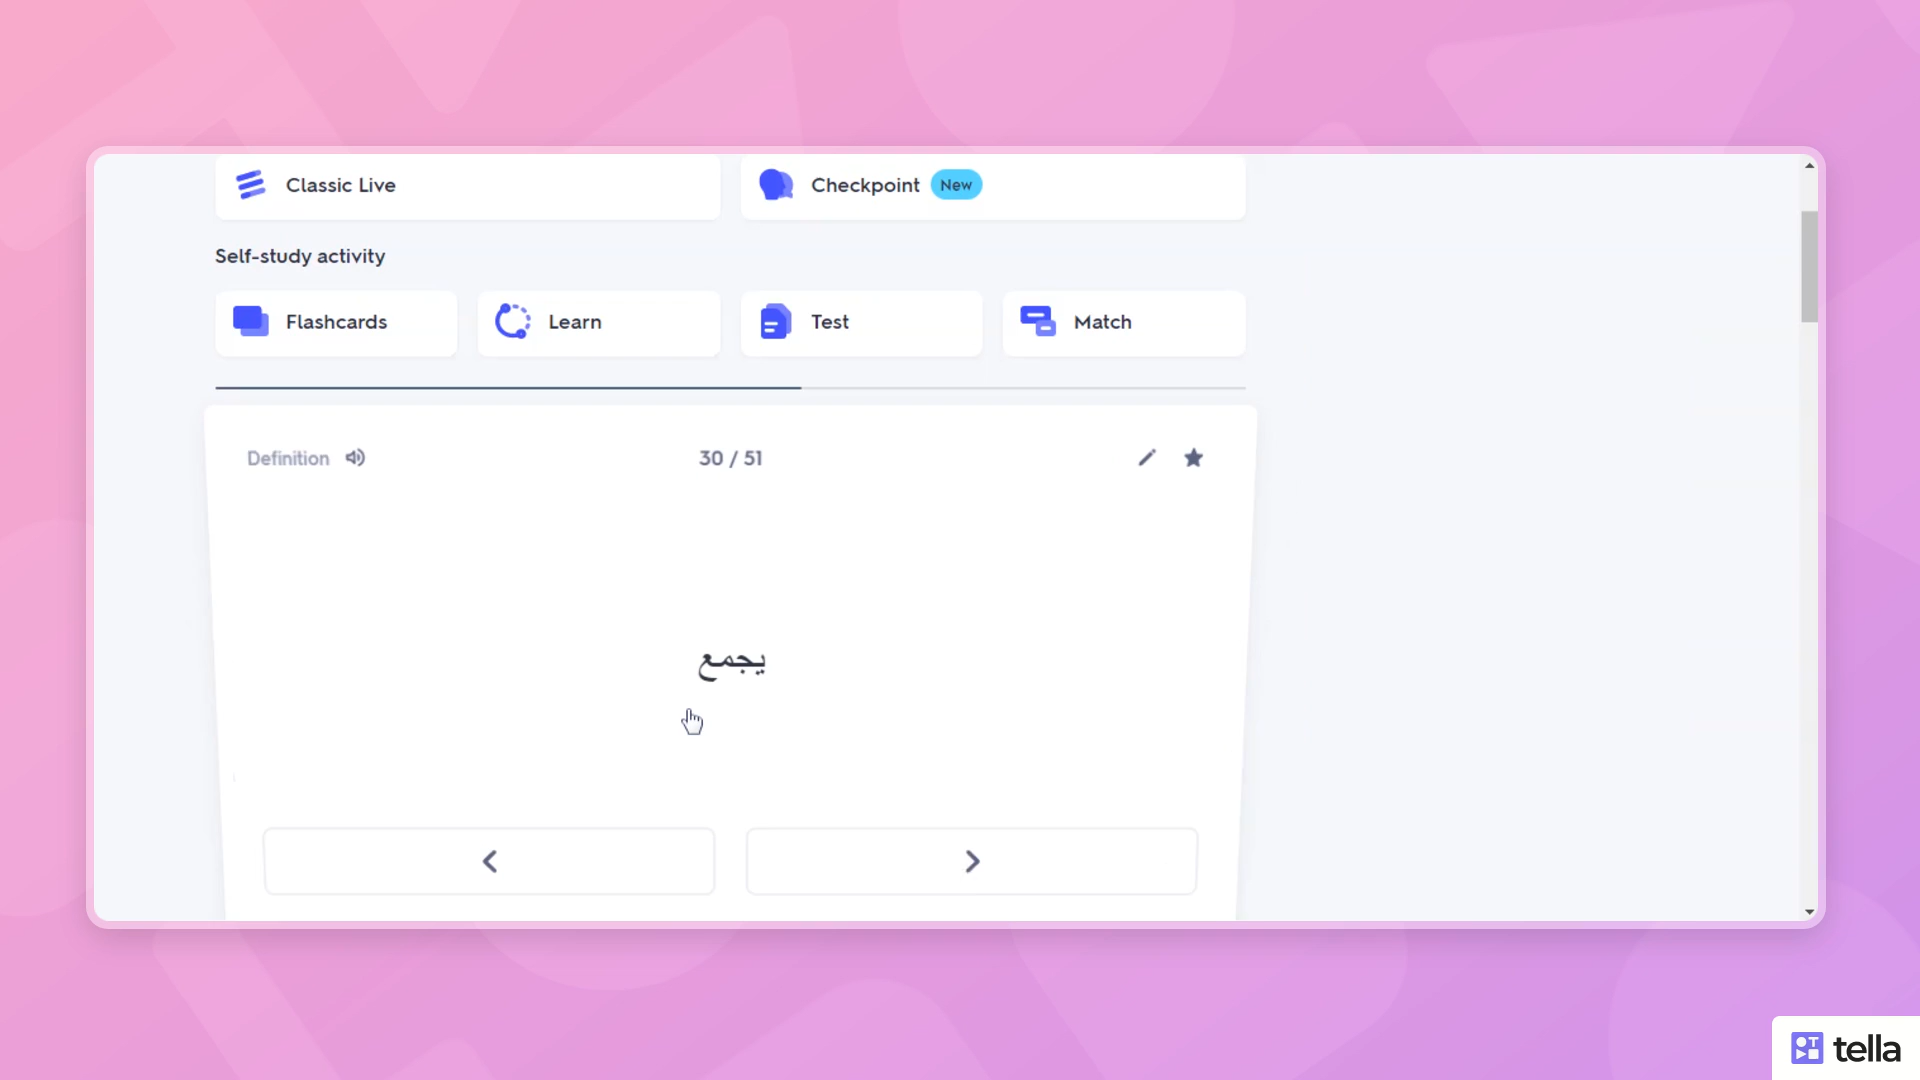 Classic Live
Checkpoint New
Self-study activity
Flashcards
Learn
Test
Match
Definition
30 / 51
يجمع
tella